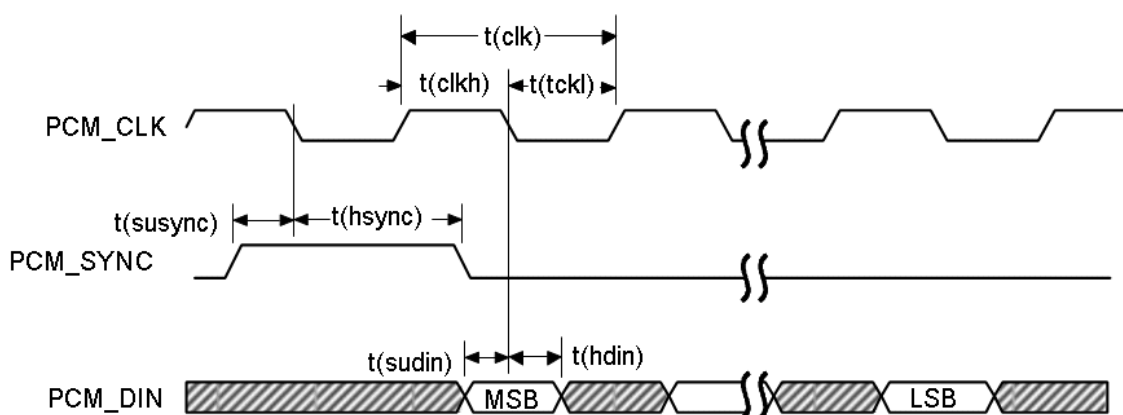 t(clk)
t(clkh)
t(tckl)
PCM_CLK
t(susync)
t(hsync)
PCM_SYNC
t(sudin)
t(hdin)
PCM_DIN
MSB
LSB